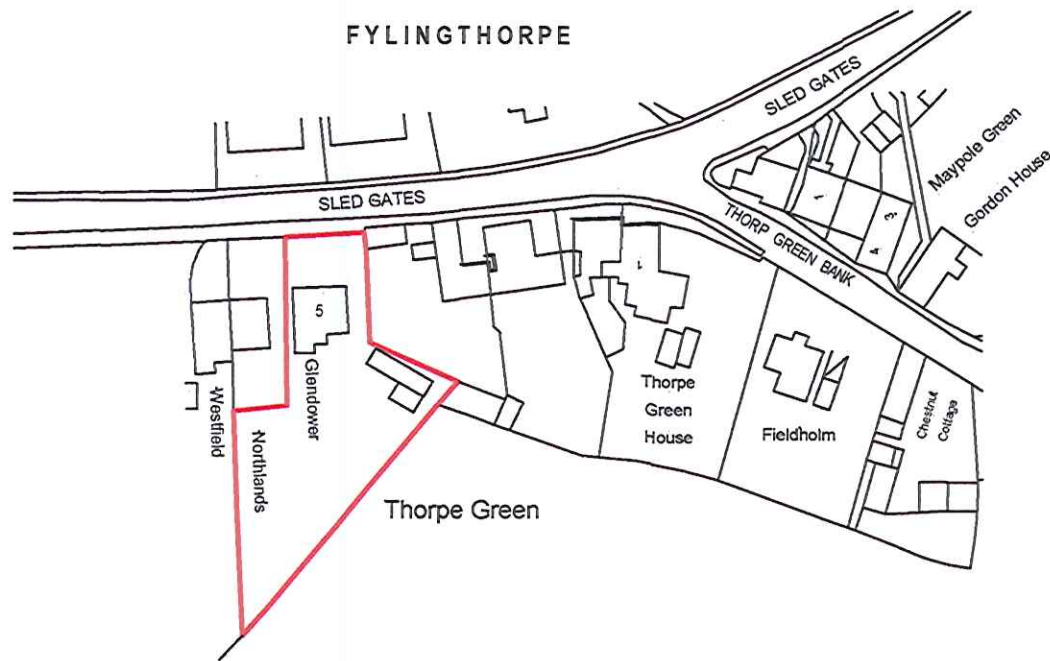 FYLINGTHORPE
SLED GATES
SLED GATES
Maypole Green
Gordon House
THORP GREEN BANK
1
3
4
5
Glendower
Westfield
Northlands
1
Thorpe
Green
House
Fieldholm
Chestnut
Cottage
Thorpe Green